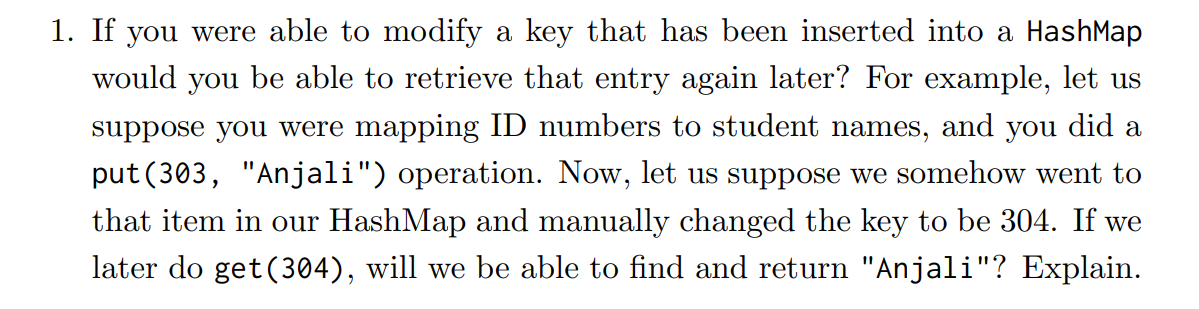 1. If you were able to modify a key that has been inserted into a HashMap
would you be able to retrieve that entry again later? For example, let us
suppose you were mapping ID numbers to student names, and you did a
put(303, "Anjali") operation. Now, let us suppose we somehow went to
that item in our HashMap and manually changed the key to be 304. If we
later do get(304), will we be able to find and return "Anjali"? Explain.